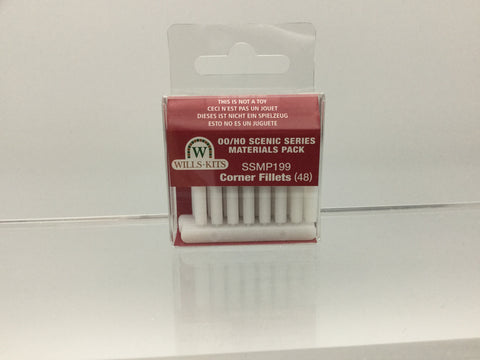 THIS IS NOT A TOY
CECI N'EST PAS UN JOUET
DIESES IST NICHT EIN SPIELZEUG
ESTO NO ES UN JUGUETE
OO/HO SCENIC SERIES
MATERIALS PACK
W
WILLS-KITS
SSMP199
Corner Fillets (48)